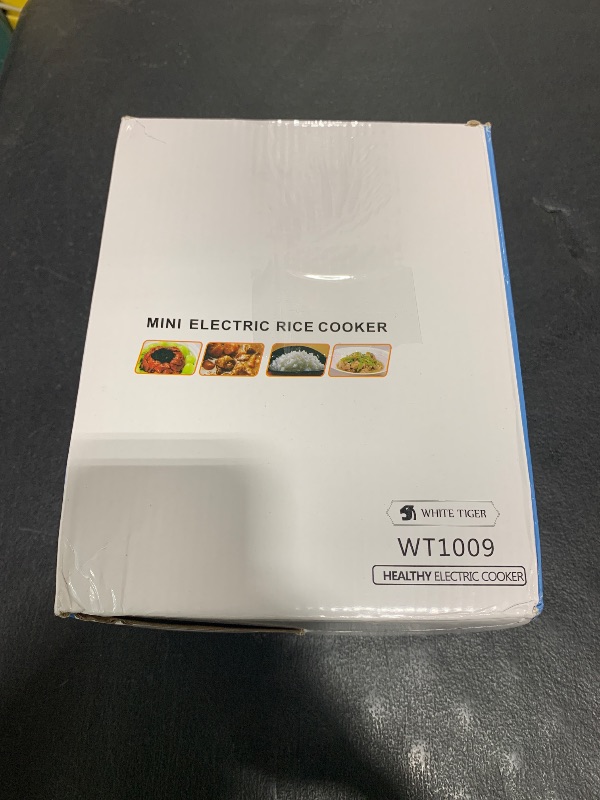 MINI ELECTRIC RICE COOKER
WHITE TIGER
WT1009
HEALTHY ELECTRIC COOKER